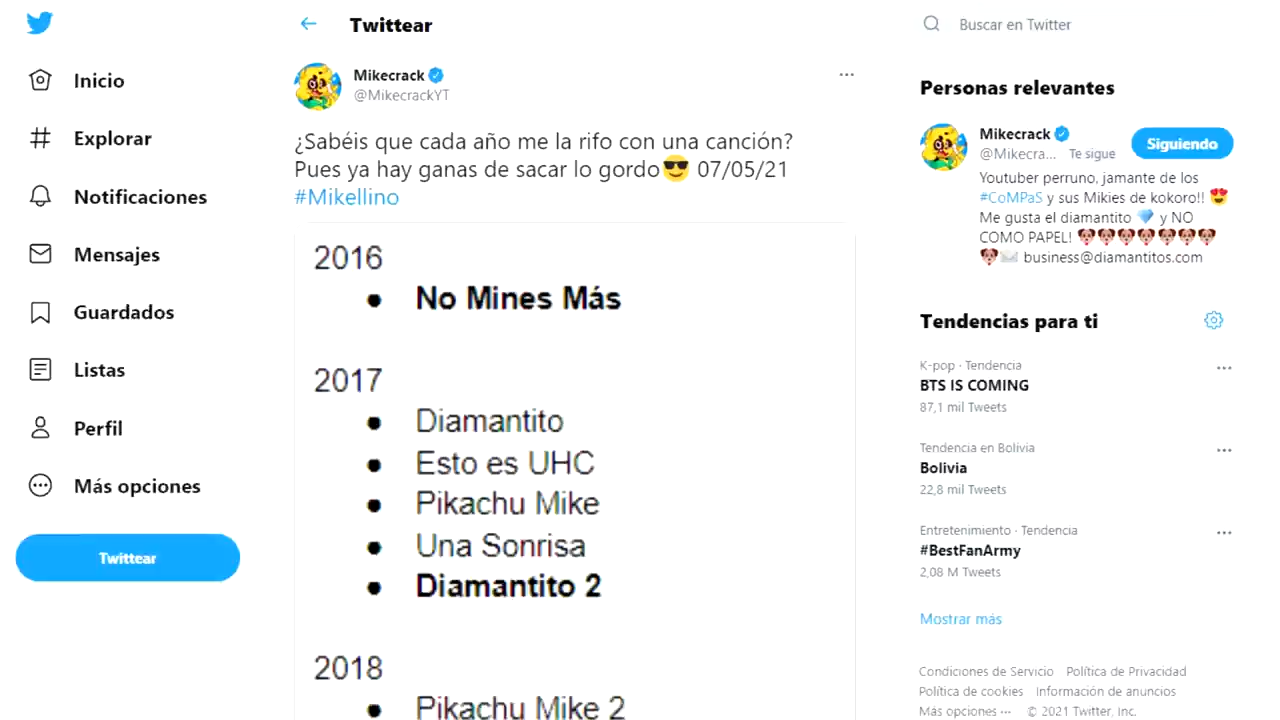 Inicio
Explorar
Notificaciones
Mensajes
Guardados
Listas
Perfil
Más opciones
Twittear
Twittear
Mikecrack
@MikecrackYT
¿Sabéis que cada año me la rifo con una canción?
Pues ya hay ganas de sacar lo gordo😎 07/05/21
#Mikellino
2016
• No Mines Más
2017
• Diamantito
• Esto es UHC
• Pikachu Mike
• Una Sonrisa
• Diamantito 2
2018
• Pikachu Mike 2
Buscar en Twitter
Personas relevantes
Mikecrack
@Mikecra... Te sigue
Siguiendo
Youtuber perruno, jamante de los
#CoMPaS y sus Mikies de kokoro!! 😍
Me gusta el diamantito 💎 y NO
COMO PAPEL! 🐶🐶🐶🐶🐶🐶🐶
🐶✉️ business@diamantitos.com
Tendencias para ti
K-pop · Tendencia
BTS IS COMING
87,1 mil Tweets
Tendencia en Bolivia
Bolivia
22,8 mil Tweets
Entretenimiento · Tendencia
#BestFanArmy
2,08 M Tweets
Mostrar más
Condiciones de Servicio Política de Privacidad
Política de cookies Información de anuncios
Más opciones ··· © 2021 Twitter, Inc.